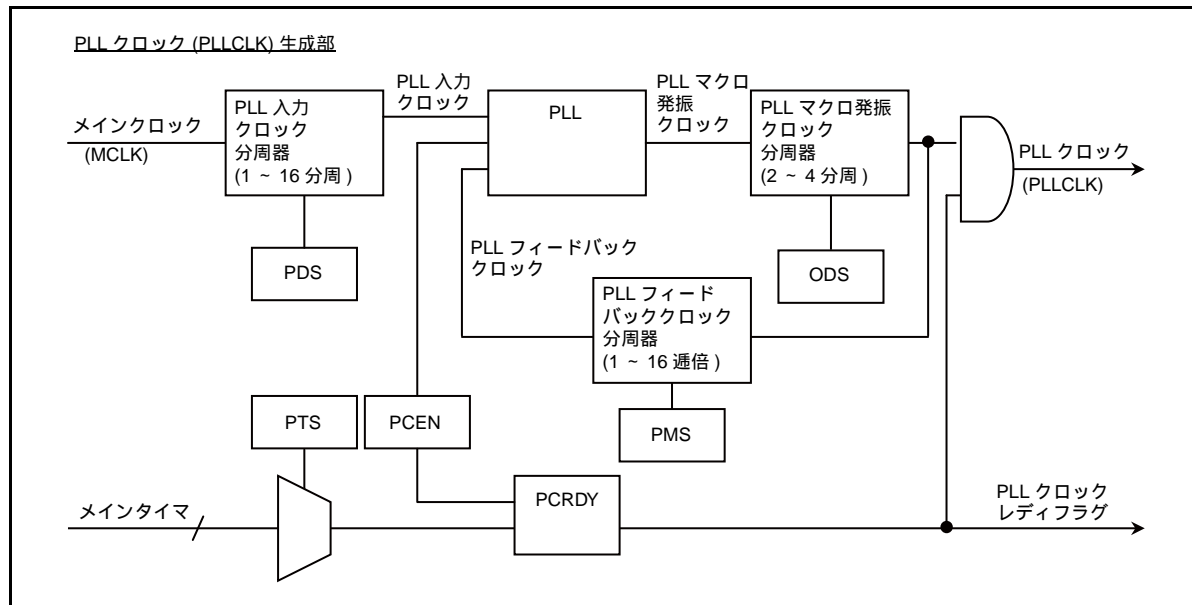 PLL クロック (PLLCLK) 生成部
メインクロック
(MCLK)
PLL 入力
クロック
分周器
(1 ~ 16 分周 )
PDS
PLL 入力
クロック
PLL
PLL マクロ
発振
クロック
PLL マクロ発振
クロック
分周器
(2 ~ 4 分周 )
ODS
PLL クロック
(PLLCLK)
PLL フィードバック
クロック
PLL フィード
バッククロック
分周器
(1 ~ 16 逓倍 )
PMS
PTS
PCEN
メインタイマ
PCRDY
PLL クロック
レディフラグ